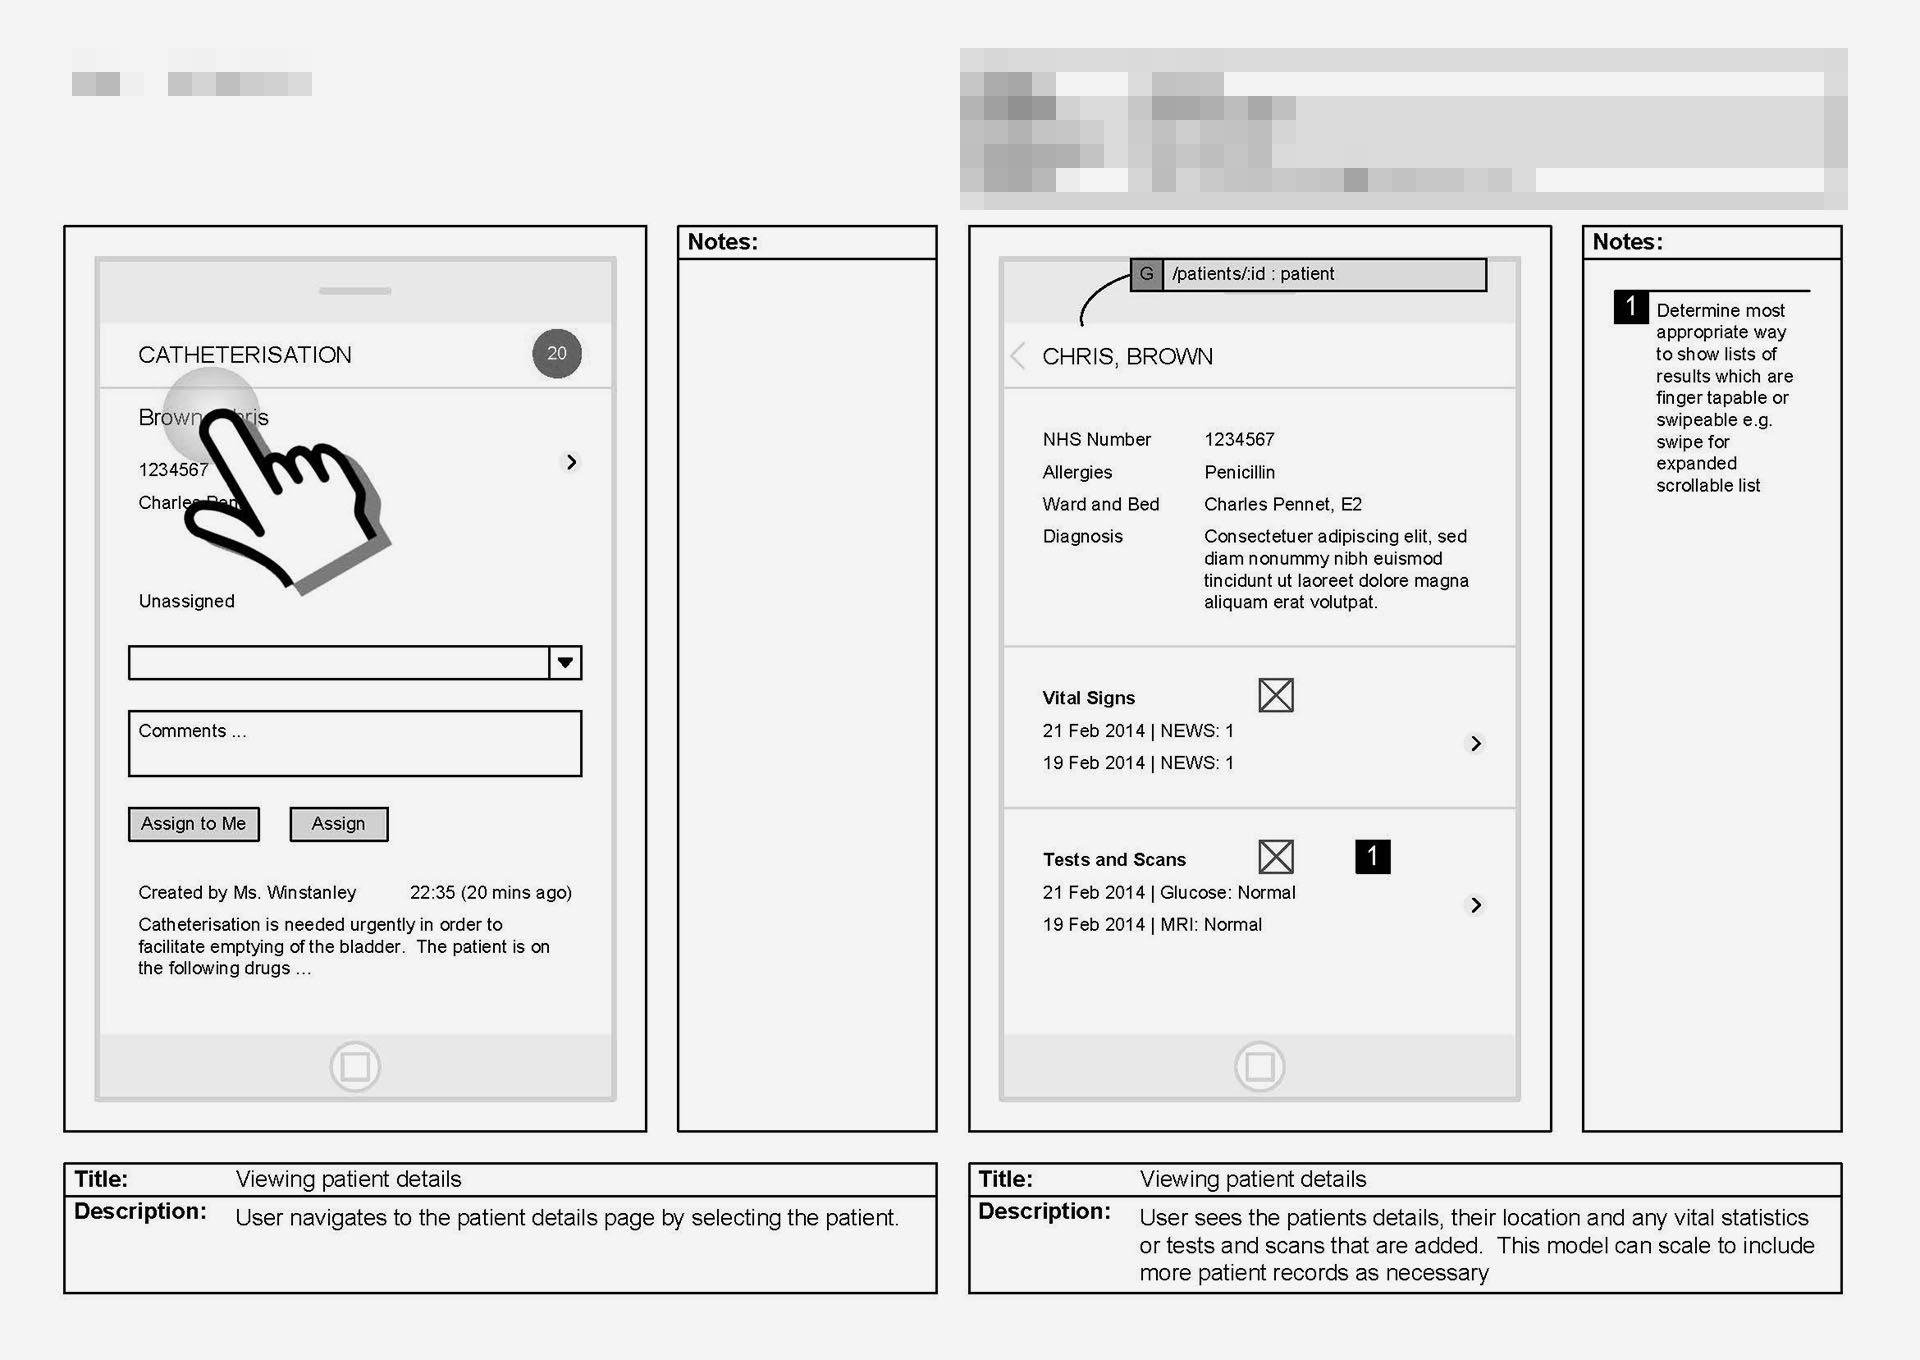 CATHETERISATION
20
Brown
1234567
Unassigned
Comments ...
Assign to Me
Assign
Created by Ms. Winstanley 22:35 (20 mins ago)
Catheterisation is needed urgently in order to
facilitate emptying of the bladder. The patient is on
the following drugs ...
Notes:
G /patients/:id : patient
CHRIS, BROWN
NHS Number 1234567
Allergies Penicillin
Ward and Bed Charles Pennet, E2
Diagnosis Consectetuer adipiscing elit, sed
diam nonummy nibh euismod
tincidunt ut laoreet dolore magna
aliquam erat volutpat.
Vital Signs
21 Feb 2014 | NEWS: 1
19 Feb 2014 | NEWS: 1
Tests and Scans 1
21 Feb 2014 | Glucose: Normal
19 Feb 2014 | MRI: Normal
Notes:
1 Determine most
appropriate way
to show lists of
results which are
finger tapable or
swipeable e.g.
swipe for
expanded
scrollable list
Title: Viewing patient details
Description: User navigates to the patient details page by selecting the patient.
Title: Viewing patient details
Description: User sees the patients details, their location and any vital statistics
or tests and scans that are added. This model can scale to include
more patient records as necessary